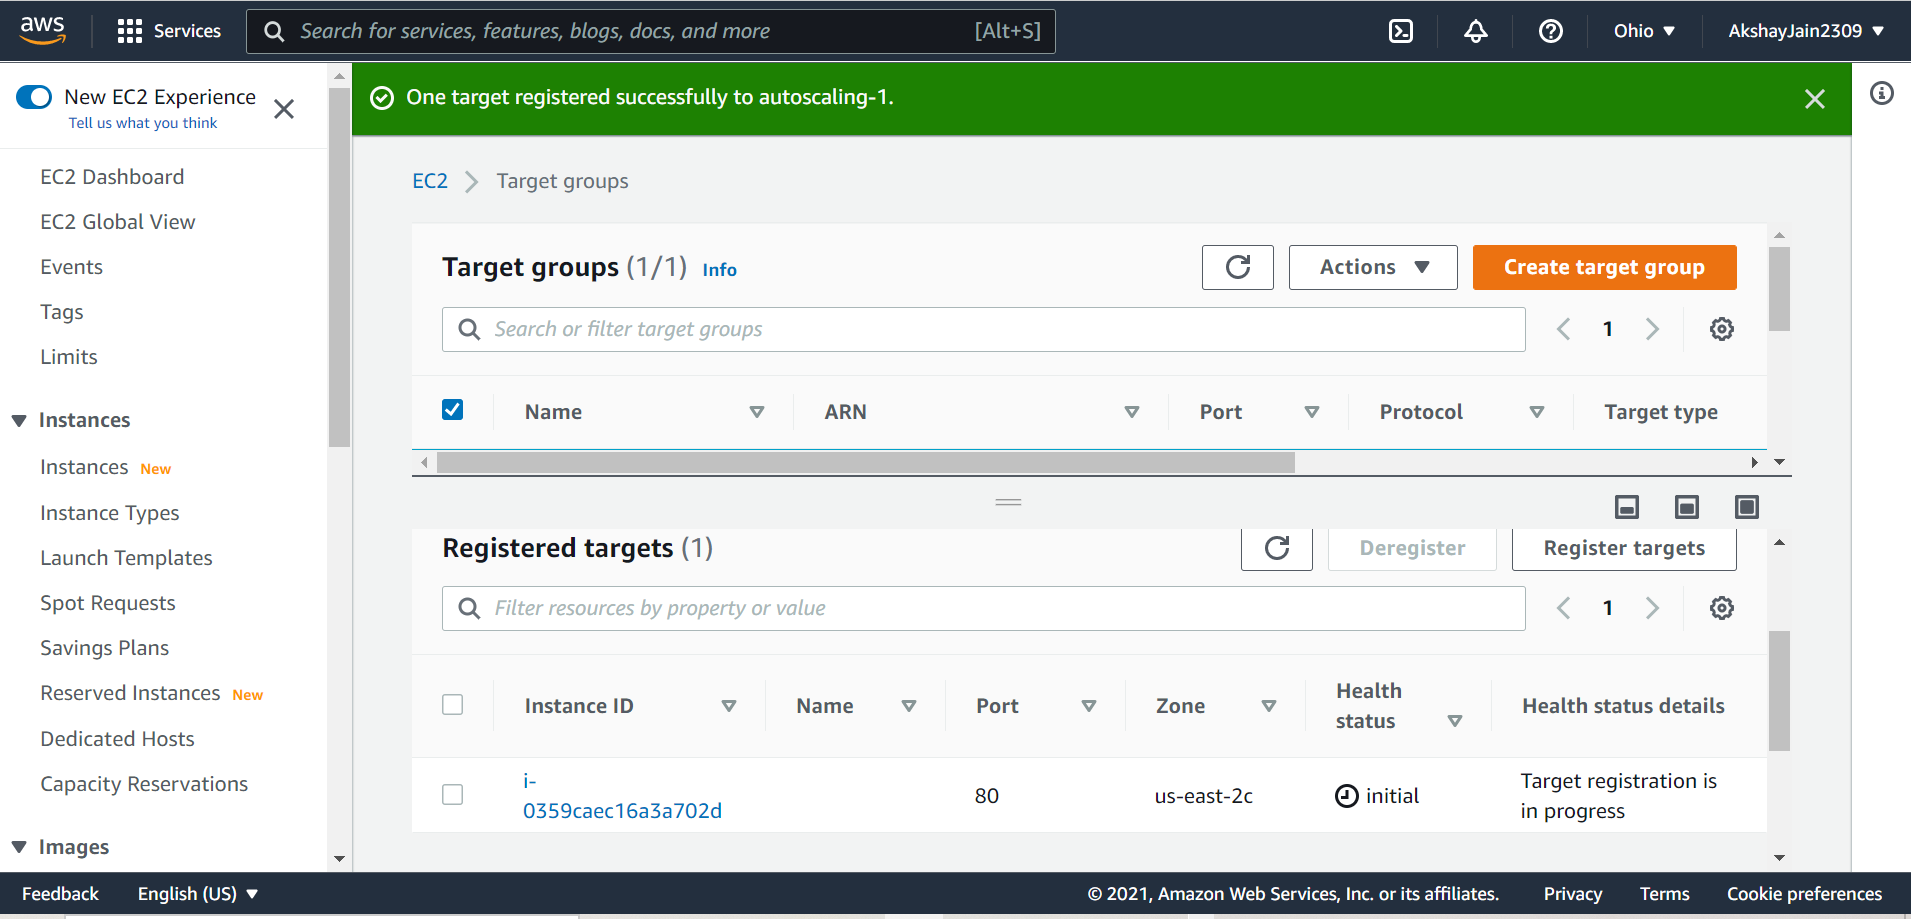 aws
Services
Search for services, features, blogs, docs, and more
[Alt+S]
Ohio
AkshayJain2309
New EC2 Experience
Tell us what you think
EC2 Dashboard
EC2 Global View
Events
Tags
Limits
Instances
Instances New
Instance Types
Launch Templates
Spot Requests
Savings Plans
Reserved Instances New
Dedicated Hosts
Capacity Reservations
Images
One target registered successfully to autoscaling-1.
EC2
Target groups
Target groups (1/1) Info
Actions
Create target group
Search or filter target groups
1
Name
ARN
Port
Protocol
Target type
Registered targets (1)
Deregister
Register targets
Filter resources by property or value
1
Instance ID
Name
Port
Zone
Health
status
Health status details
i-
0359caec16a3a702d
80
us-east-2c
initial
Target registration is
in progress
Feedback
English (US)
© 2021, Amazon Web Services, Inc. or its affiliates.
Privacy
Terms
Cookie preferences